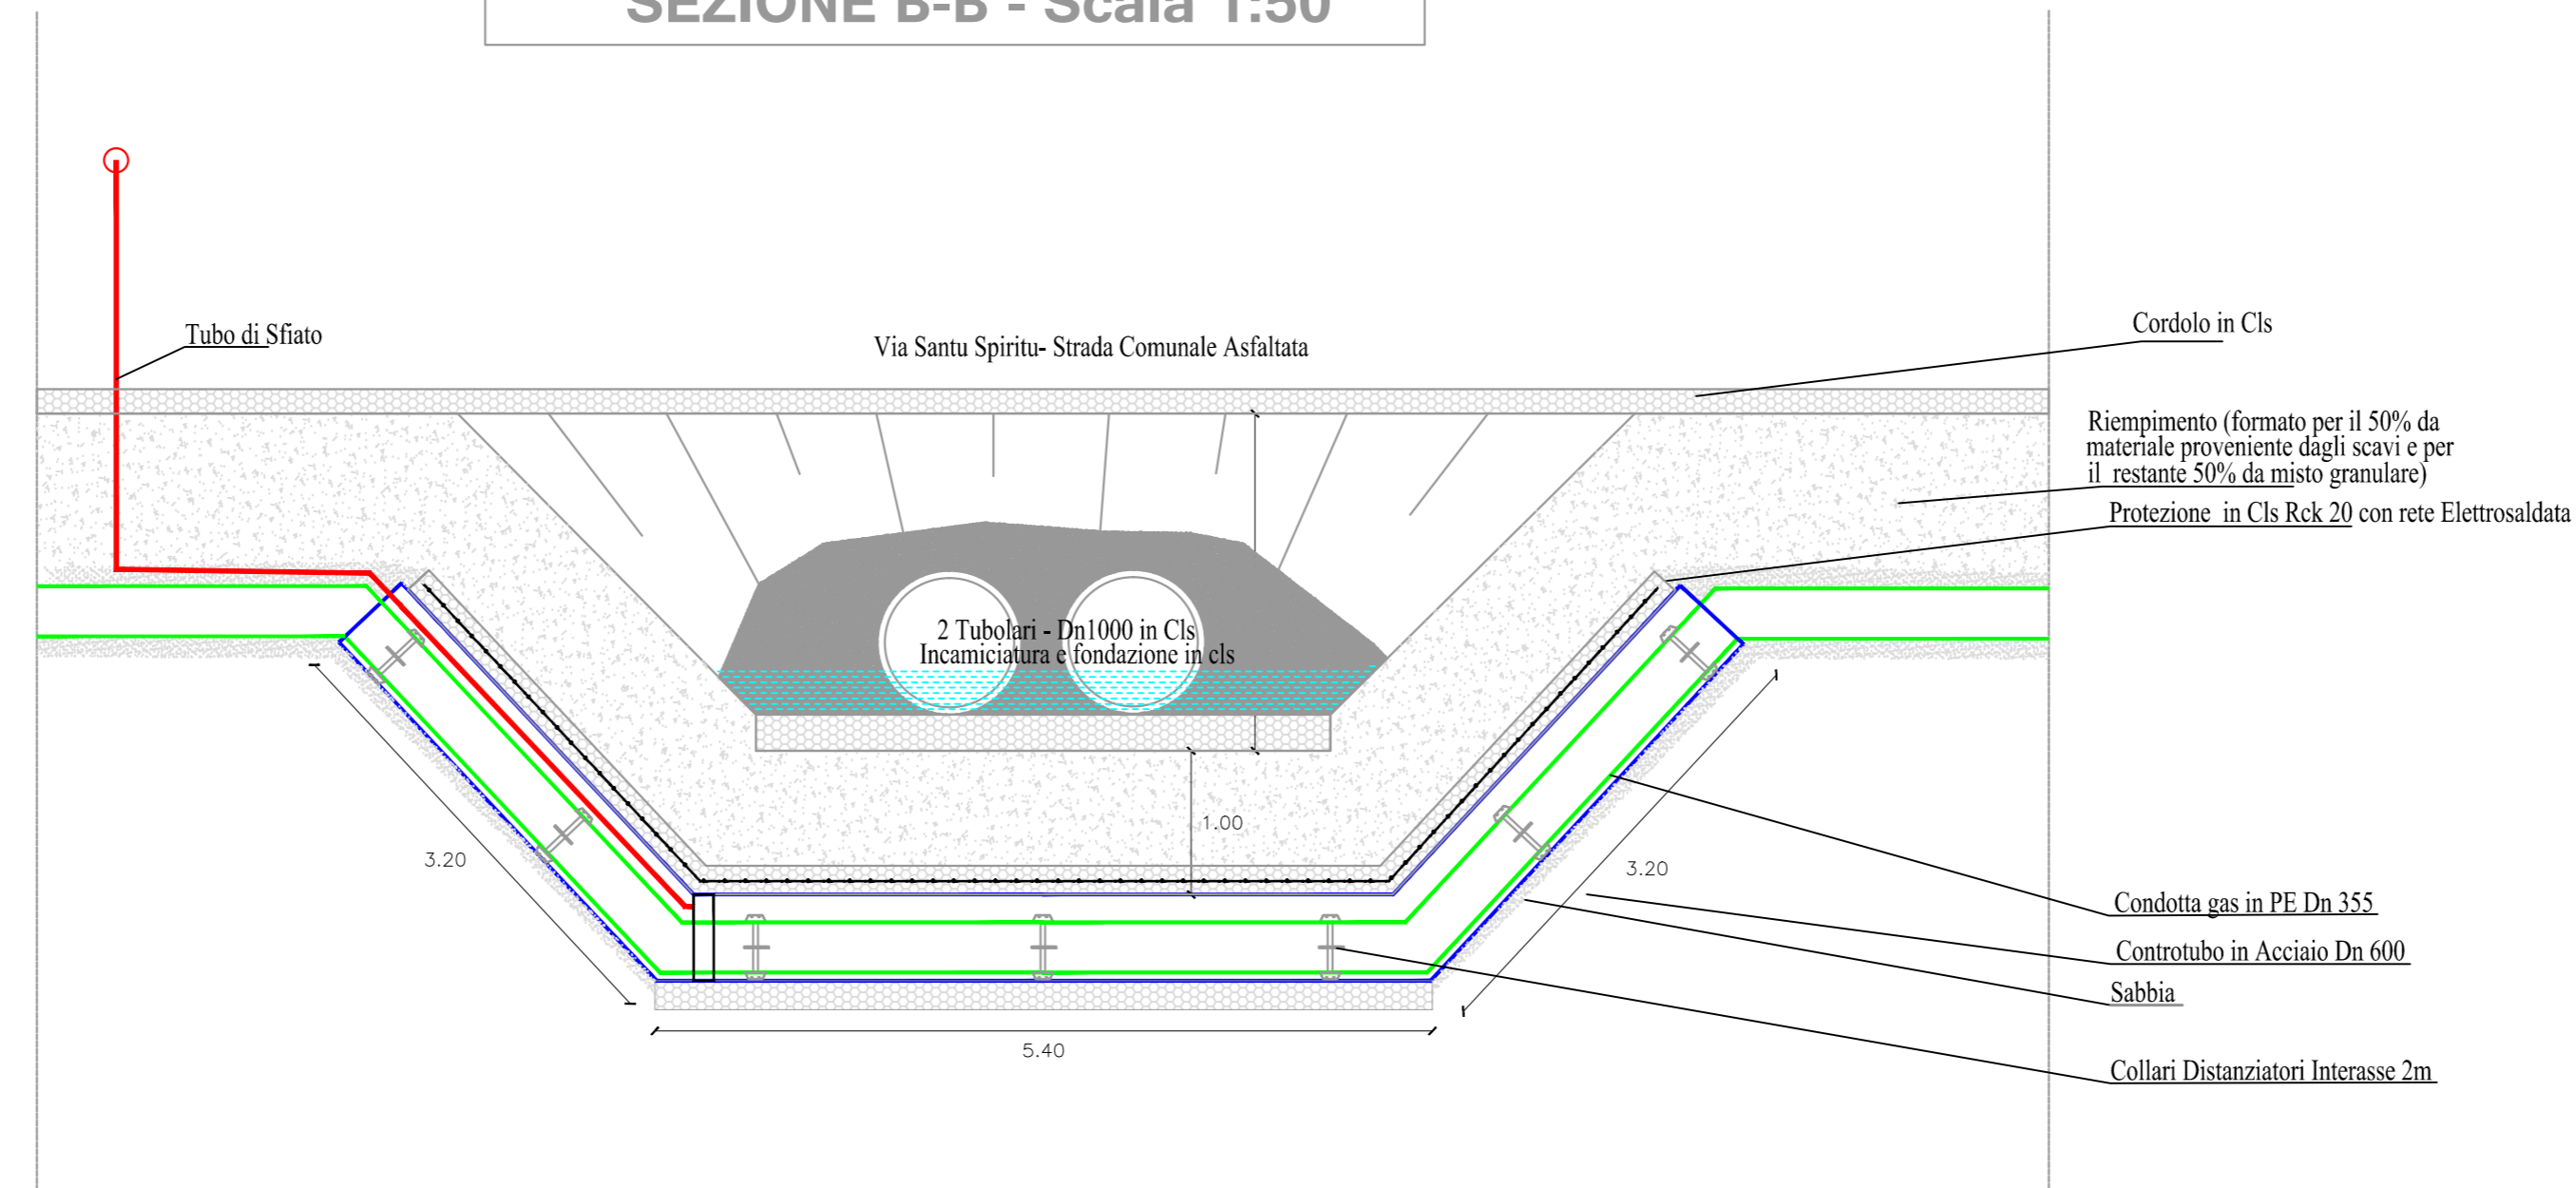 SEZIONE B-B - Scala 1:50
Tubo di Sfiato
Via Santu Spiritu- Strada Comunale Asfaltata
Cordolo in Cls
Riempimento (formato per il 50% da
materiale proveniente dagli scavi e per
il restante 50% da misto granulare)
Protezione in Cls Rck 20 con rete Elettrosaldata
2 Tubolari - Dn1000 in Cls
Incamiciatura e fondazione in cls
1.00
3.20
3.20
Condotta gas in PE Dn 355
Controtubo in Acciaio Dn 600
Sabbia
5.40
Collari Distanziatori Interasse 2m